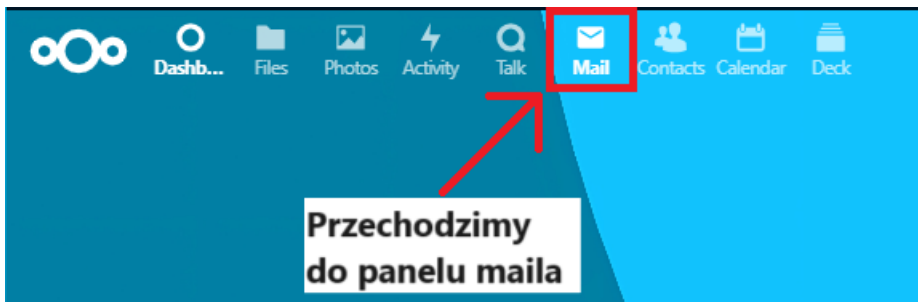 Dashb... Files Photos Activity Talk Mail Contacts Calendar Deck
Przechodzimy
do panelu maila